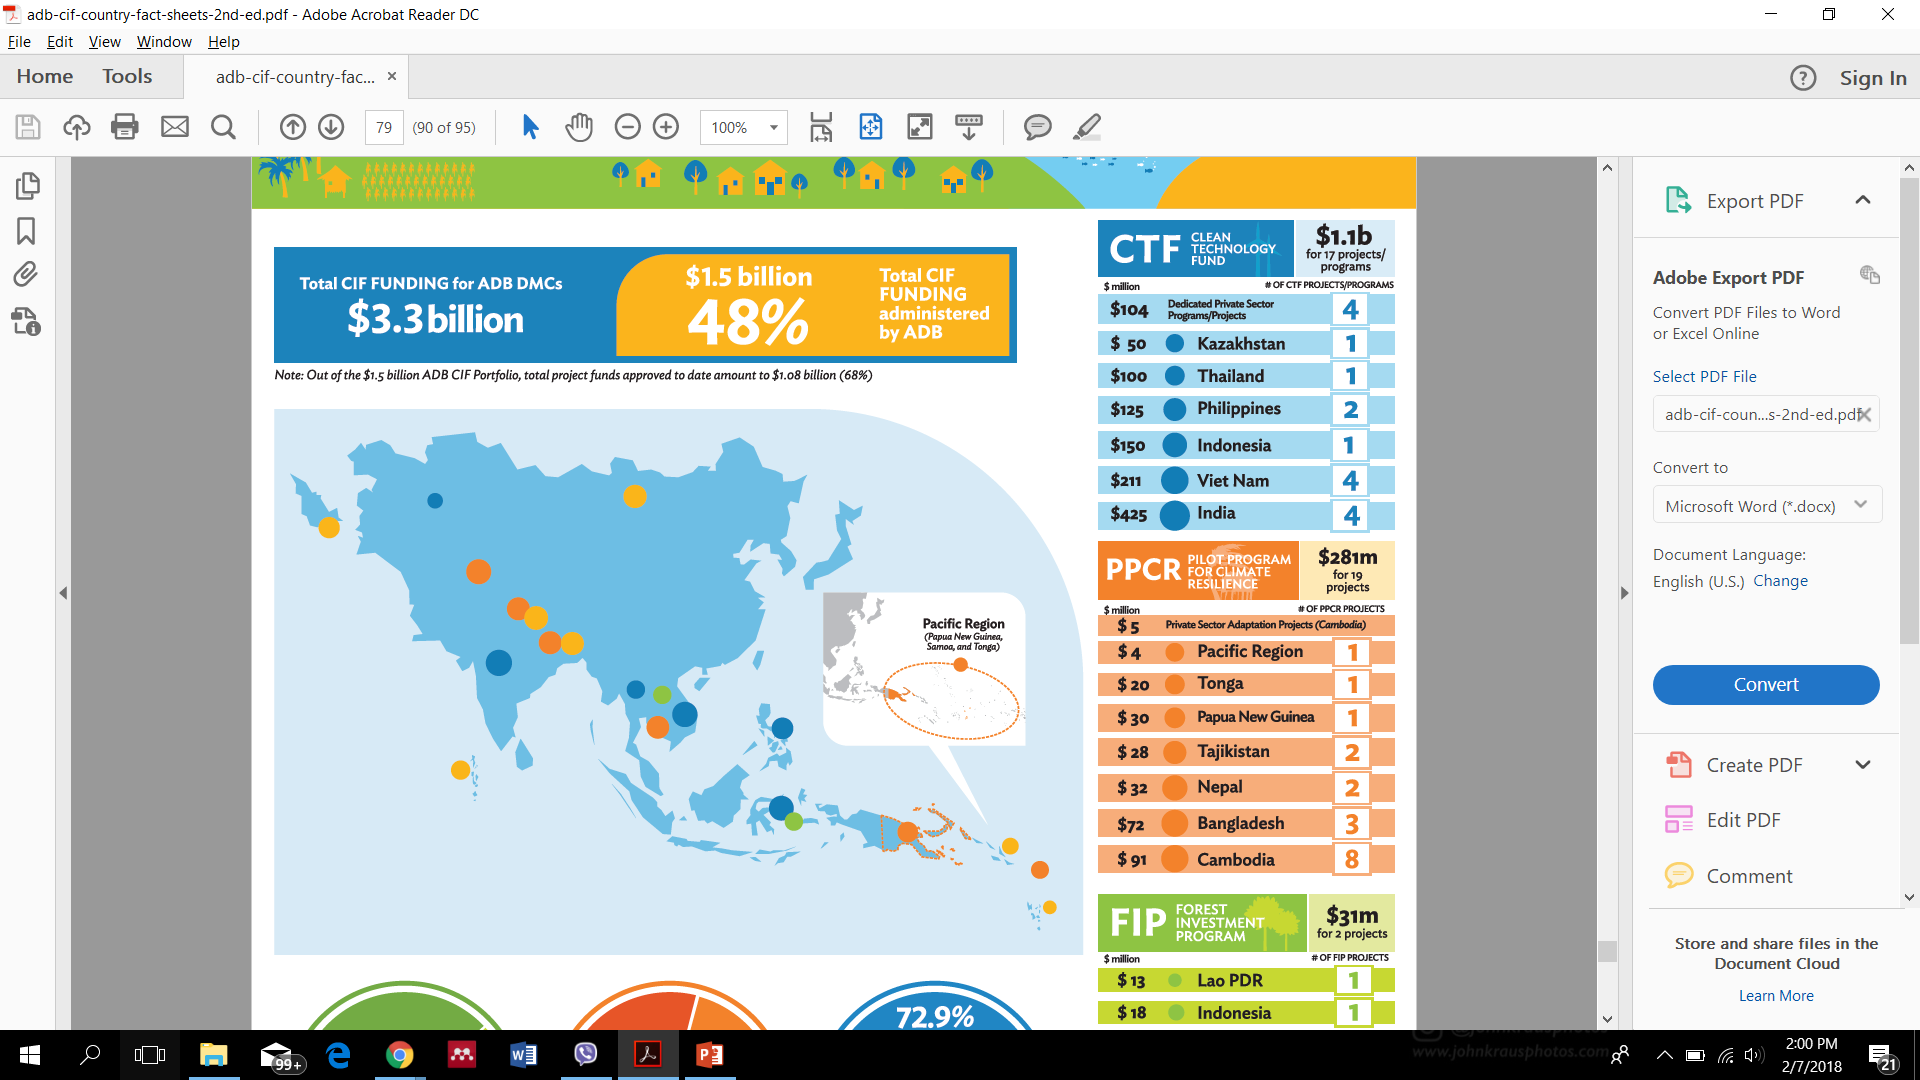 adb-cif-country-fact-sheets-2nd-ed.pdf - Adobe Acrobat Reader DC
File Edit View Window Help
Home Tools adb-cif-country-fac... × ? Sign In
79 (90 of 95) 100%
Total CIF FUNDING for ADB DMCs
$3.3 billion
$1.5 billion
48%
Total CIF
FUNDING
administered
by ADB
Note: Out of the $1.5 billion ADB CIF Portfolio, total project funds approved to date amount to $1.08 billion (68%)
Pacific Region
(Papua New Guinea,
Samoa, and Tonga)
72.9%
CTF CLEAN
TECHNOLOGY
FUND
$1.1b
for 17 projects/
programs
$ million # OF CTF PROJECTS/PROGRAMS
$104 Dedicated Private Sector
Programs/Projects 4
$ 50 Kazakhstan 1
$100 Thailand 1
$125 Philippines 2
$150 Indonesia 1
$211 Viet Nam 4
$425 India 4
PPCR PILOT PROGRAM
FOR CLIMATE
RESILIENCE
$281m
for 19
projects
$ million # OF PPCR PROJECTS
$ 5 Private Sector Adaptation Projects (Cambodia)
$ 4 Pacific Region 1
$ 20 Tonga 1
$ 30 Papua New Guinea 1
$ 28 Tajikistan 2
$ 32 Nepal 2
$72 Bangladesh 3
$ 91 Cambodia 8
FIP FOREST
INVESTMENT
PROGRAM
$31m
for 2 projects
$ million # OF FIP PROJECTS
$ 13 Lao PDR 1
$ 18 Indonesia 1
Export PDF
Adobe Export PDF
Convert PDF Files to Word
or Excel Online
Select PDF File
adb-cif-coun...s-2nd-ed.pdf
Convert to
Microsoft Word (*.docx)
Document Language:
English (U.S.) Change
Convert
Create PDF
Edit PDF
Comment
Store and share files in the
Document Cloud
Learn More
99+
www.johnkrausphotos.com
2:00 PM
2/7/2018
21